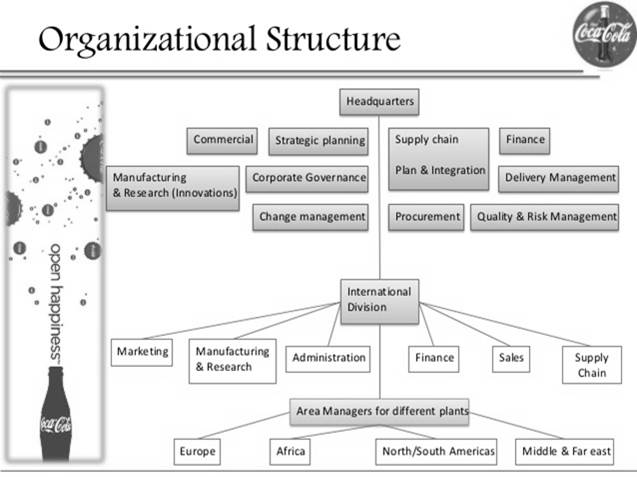 Organizational Structure
Coca-Cola
Headquarters
Commercial
Strategic planning
Supply chain
Plan & Integration
Finance
Manufacturing
& Research (Innovations)
Corporate Governance
Delivery Management
Change management
Procurement
Quality & Risk Management
International
Division
Marketing
Manufacturing
& Research
Administration
Finance
Sales
Supply
Chain
Area Managers for different plants
Europe
Africa
North/South Americas
Middle & Far east
open happiness™
Coca-Cola